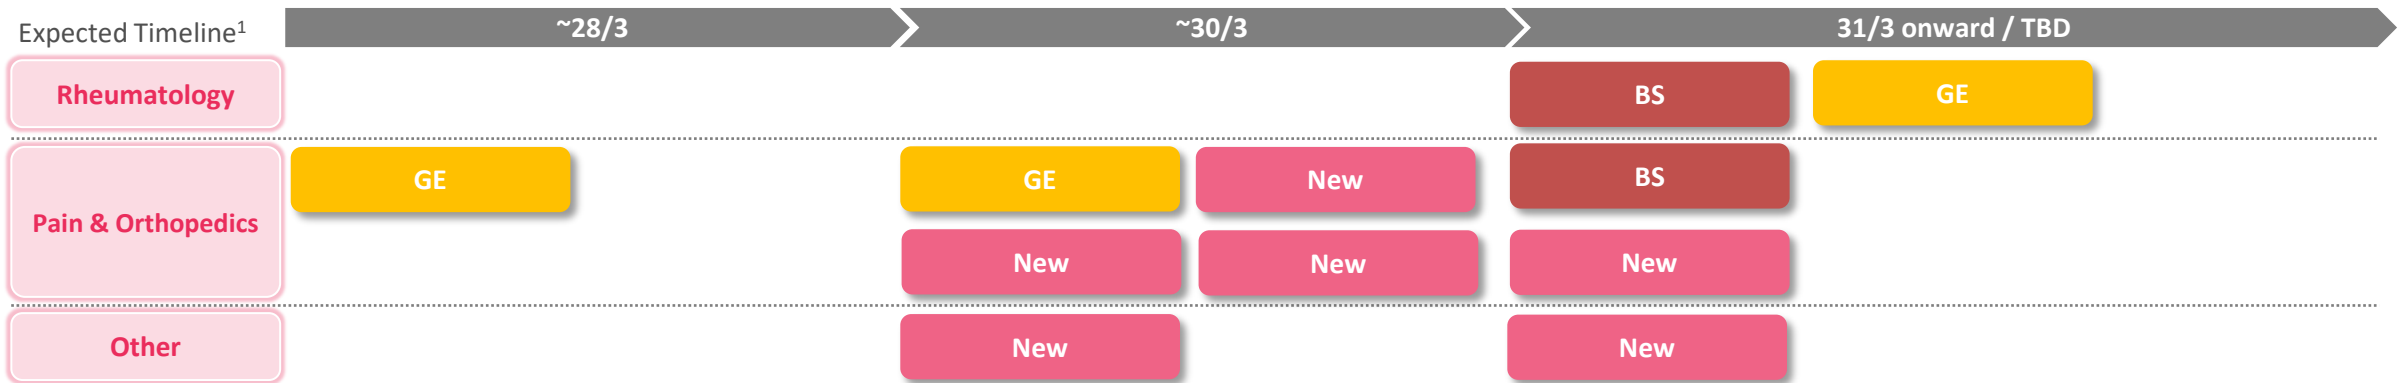 Expected Timeline¹ ~28/3 ~30/3 31/3 onward / TBD
Rheumatology BS GE
Pain & Orthopedics
GE GE New BS
New New New
Other New New